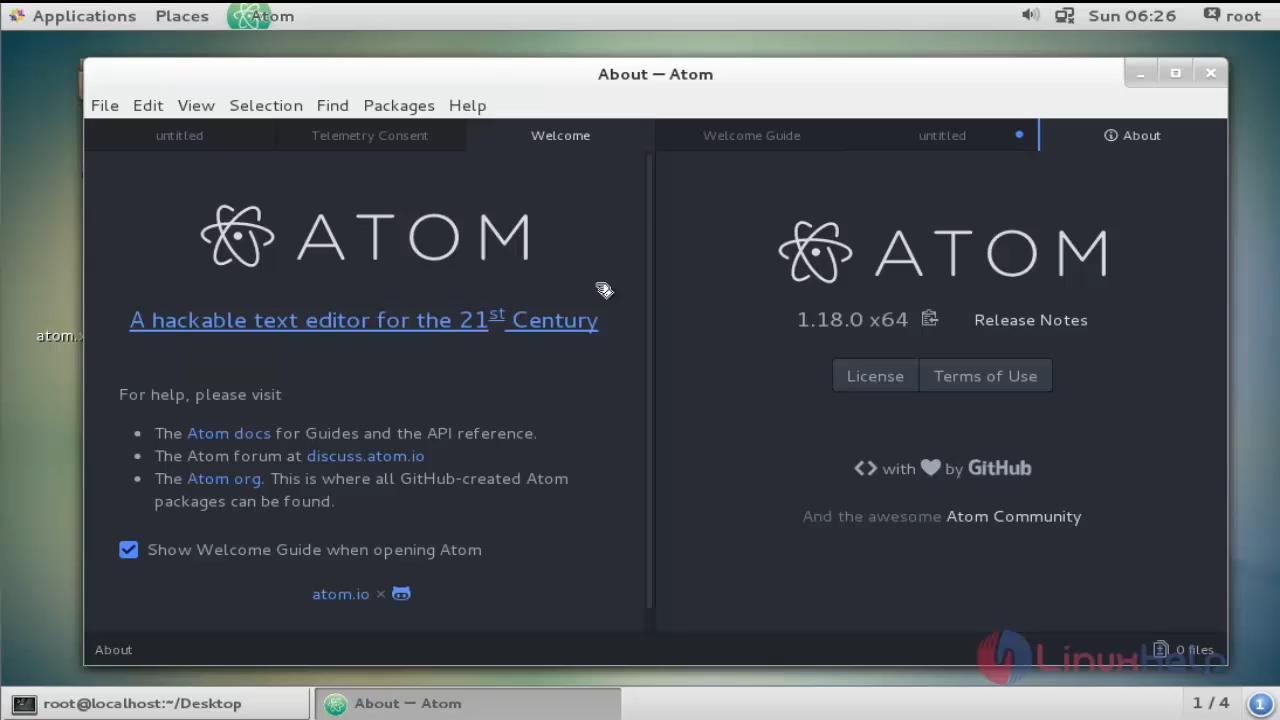 Applications Places Atom Sun 06:26 root
About — Atom
File Edit View Selection Find Packages Help
untitled Telemetry Consent Welcome Welcome Guide untitled About
ATOM
A hackable text editor for the 21st Century
For help, please visit
• The Atom docs for Guides and the API reference.
• The Atom forum at discuss.atom.io
• The Atom org. This is where all GitHub-created Atom
packages can be found.
Show Welcome Guide when opening Atom
atom.io ×
ATOM
1.18.0 x64 Release Notes
License Terms of Use
<> with ♥ by GitHub
And the awesome Atom Community
atom.
About 0 files
LinuxHelp
root@localhost:~/Desktop About — Atom 1 / 4 1